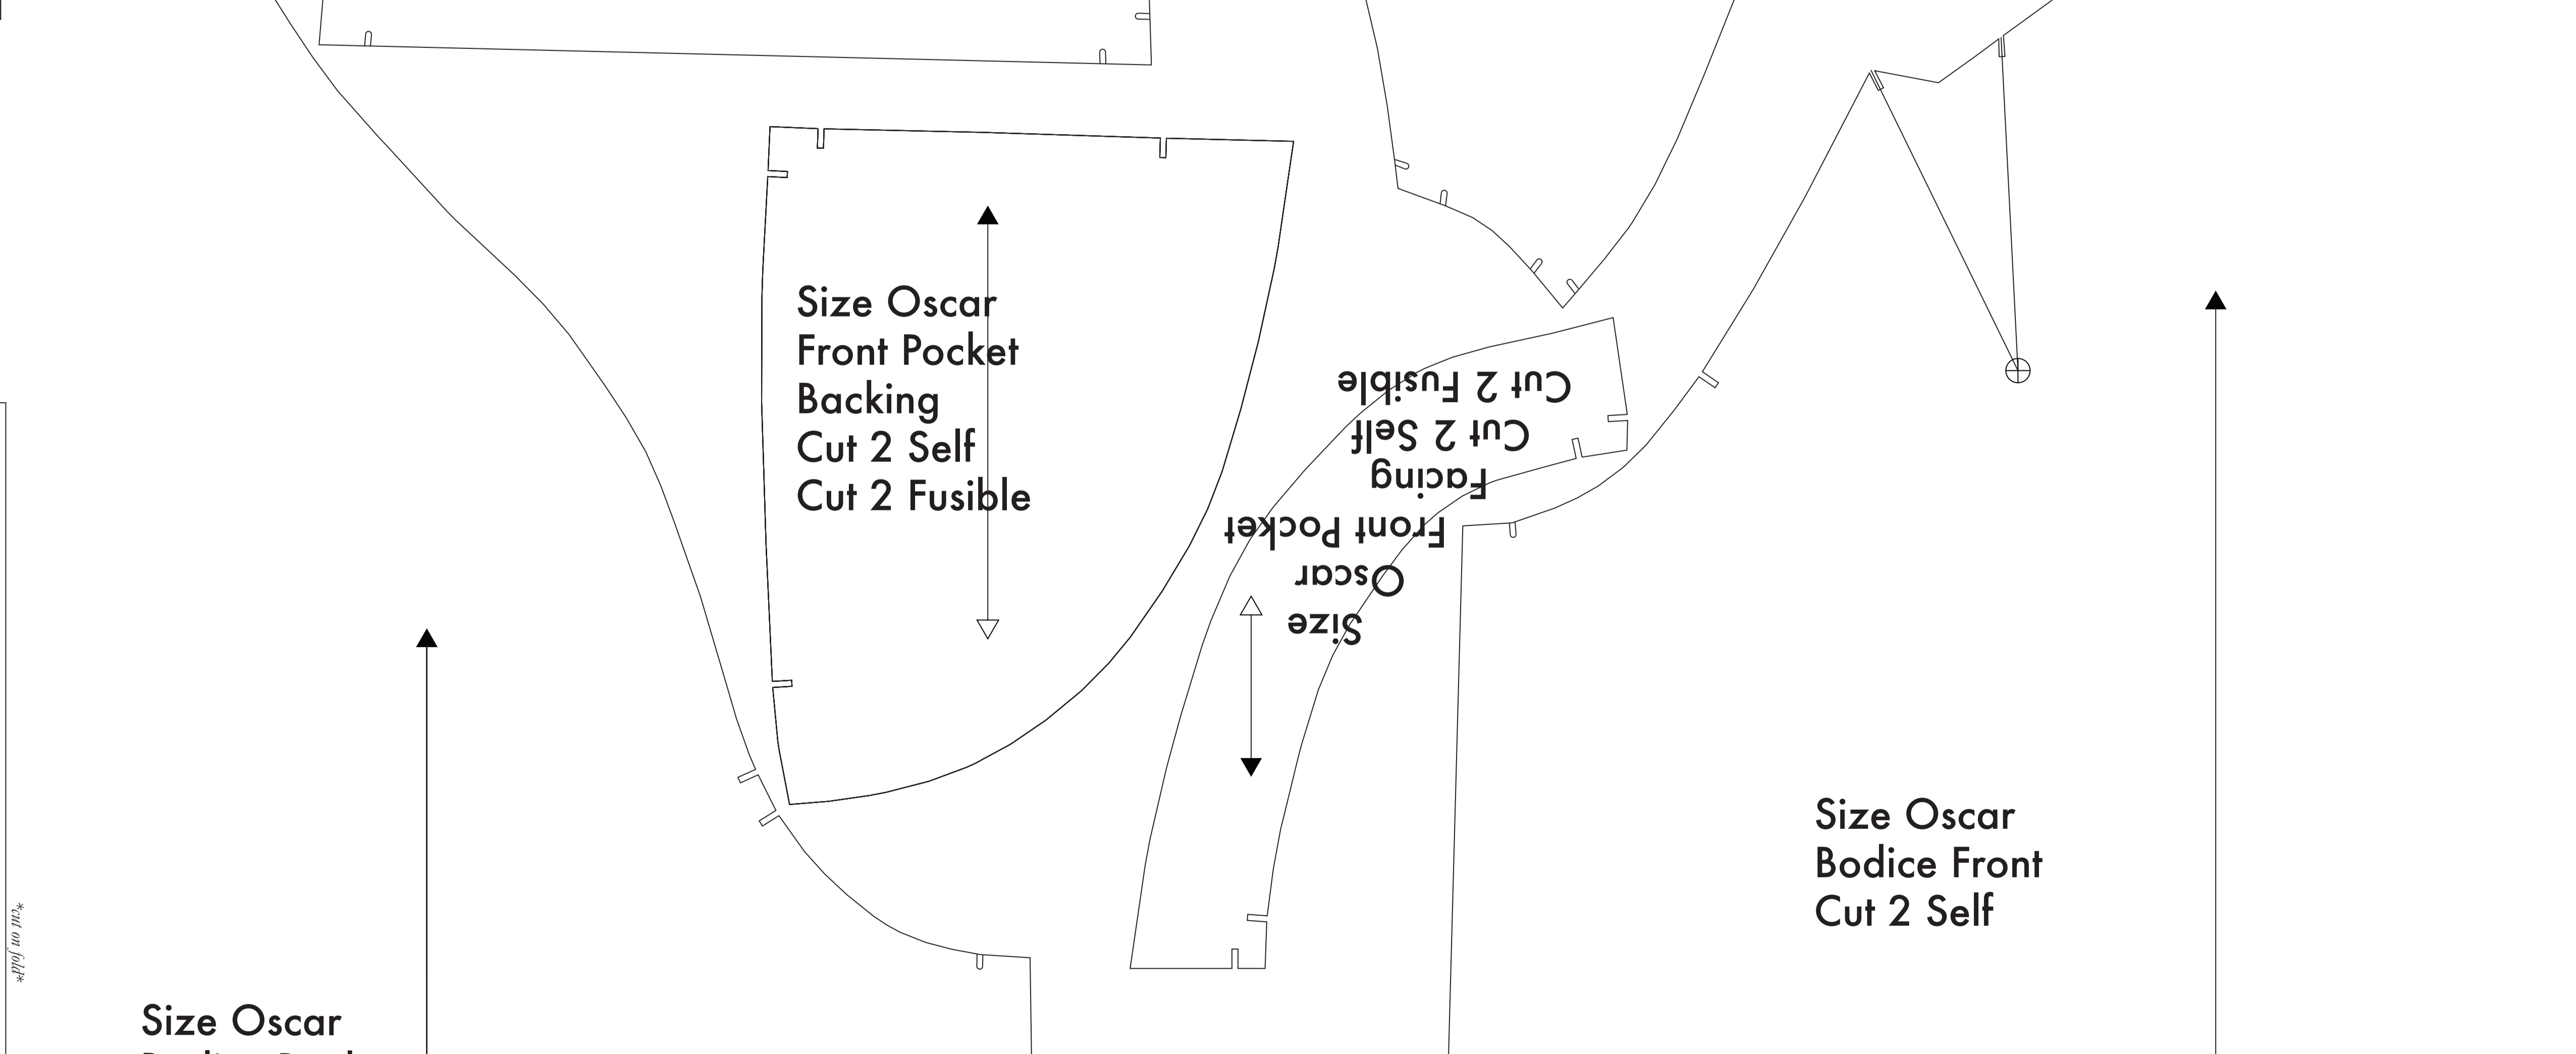 Size Oscar
Front Pocket
Backing
Cut 2 Self
Cut 2 Fusible
Size
Oscar
Front Pocket
Facing
Cut 2 Self
Cut 2 Fusible
Size Oscar
Bodice Front
Cut 2 Self
*cut on fold*
Size Oscar